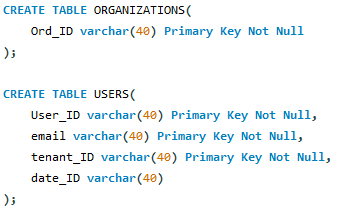 CREATE TABLE ORGANIZATIONS(
Ord_ID varchar(40) Primary Key Not Null
);
CREATE TABLE USERS(
User_ID varchar(40) Primary Key Not Null,
email varchar(40) Primary Key Not Null,
tenant_ID varchar(40) Primary Key Not Null,
date_ID varchar(40)
);